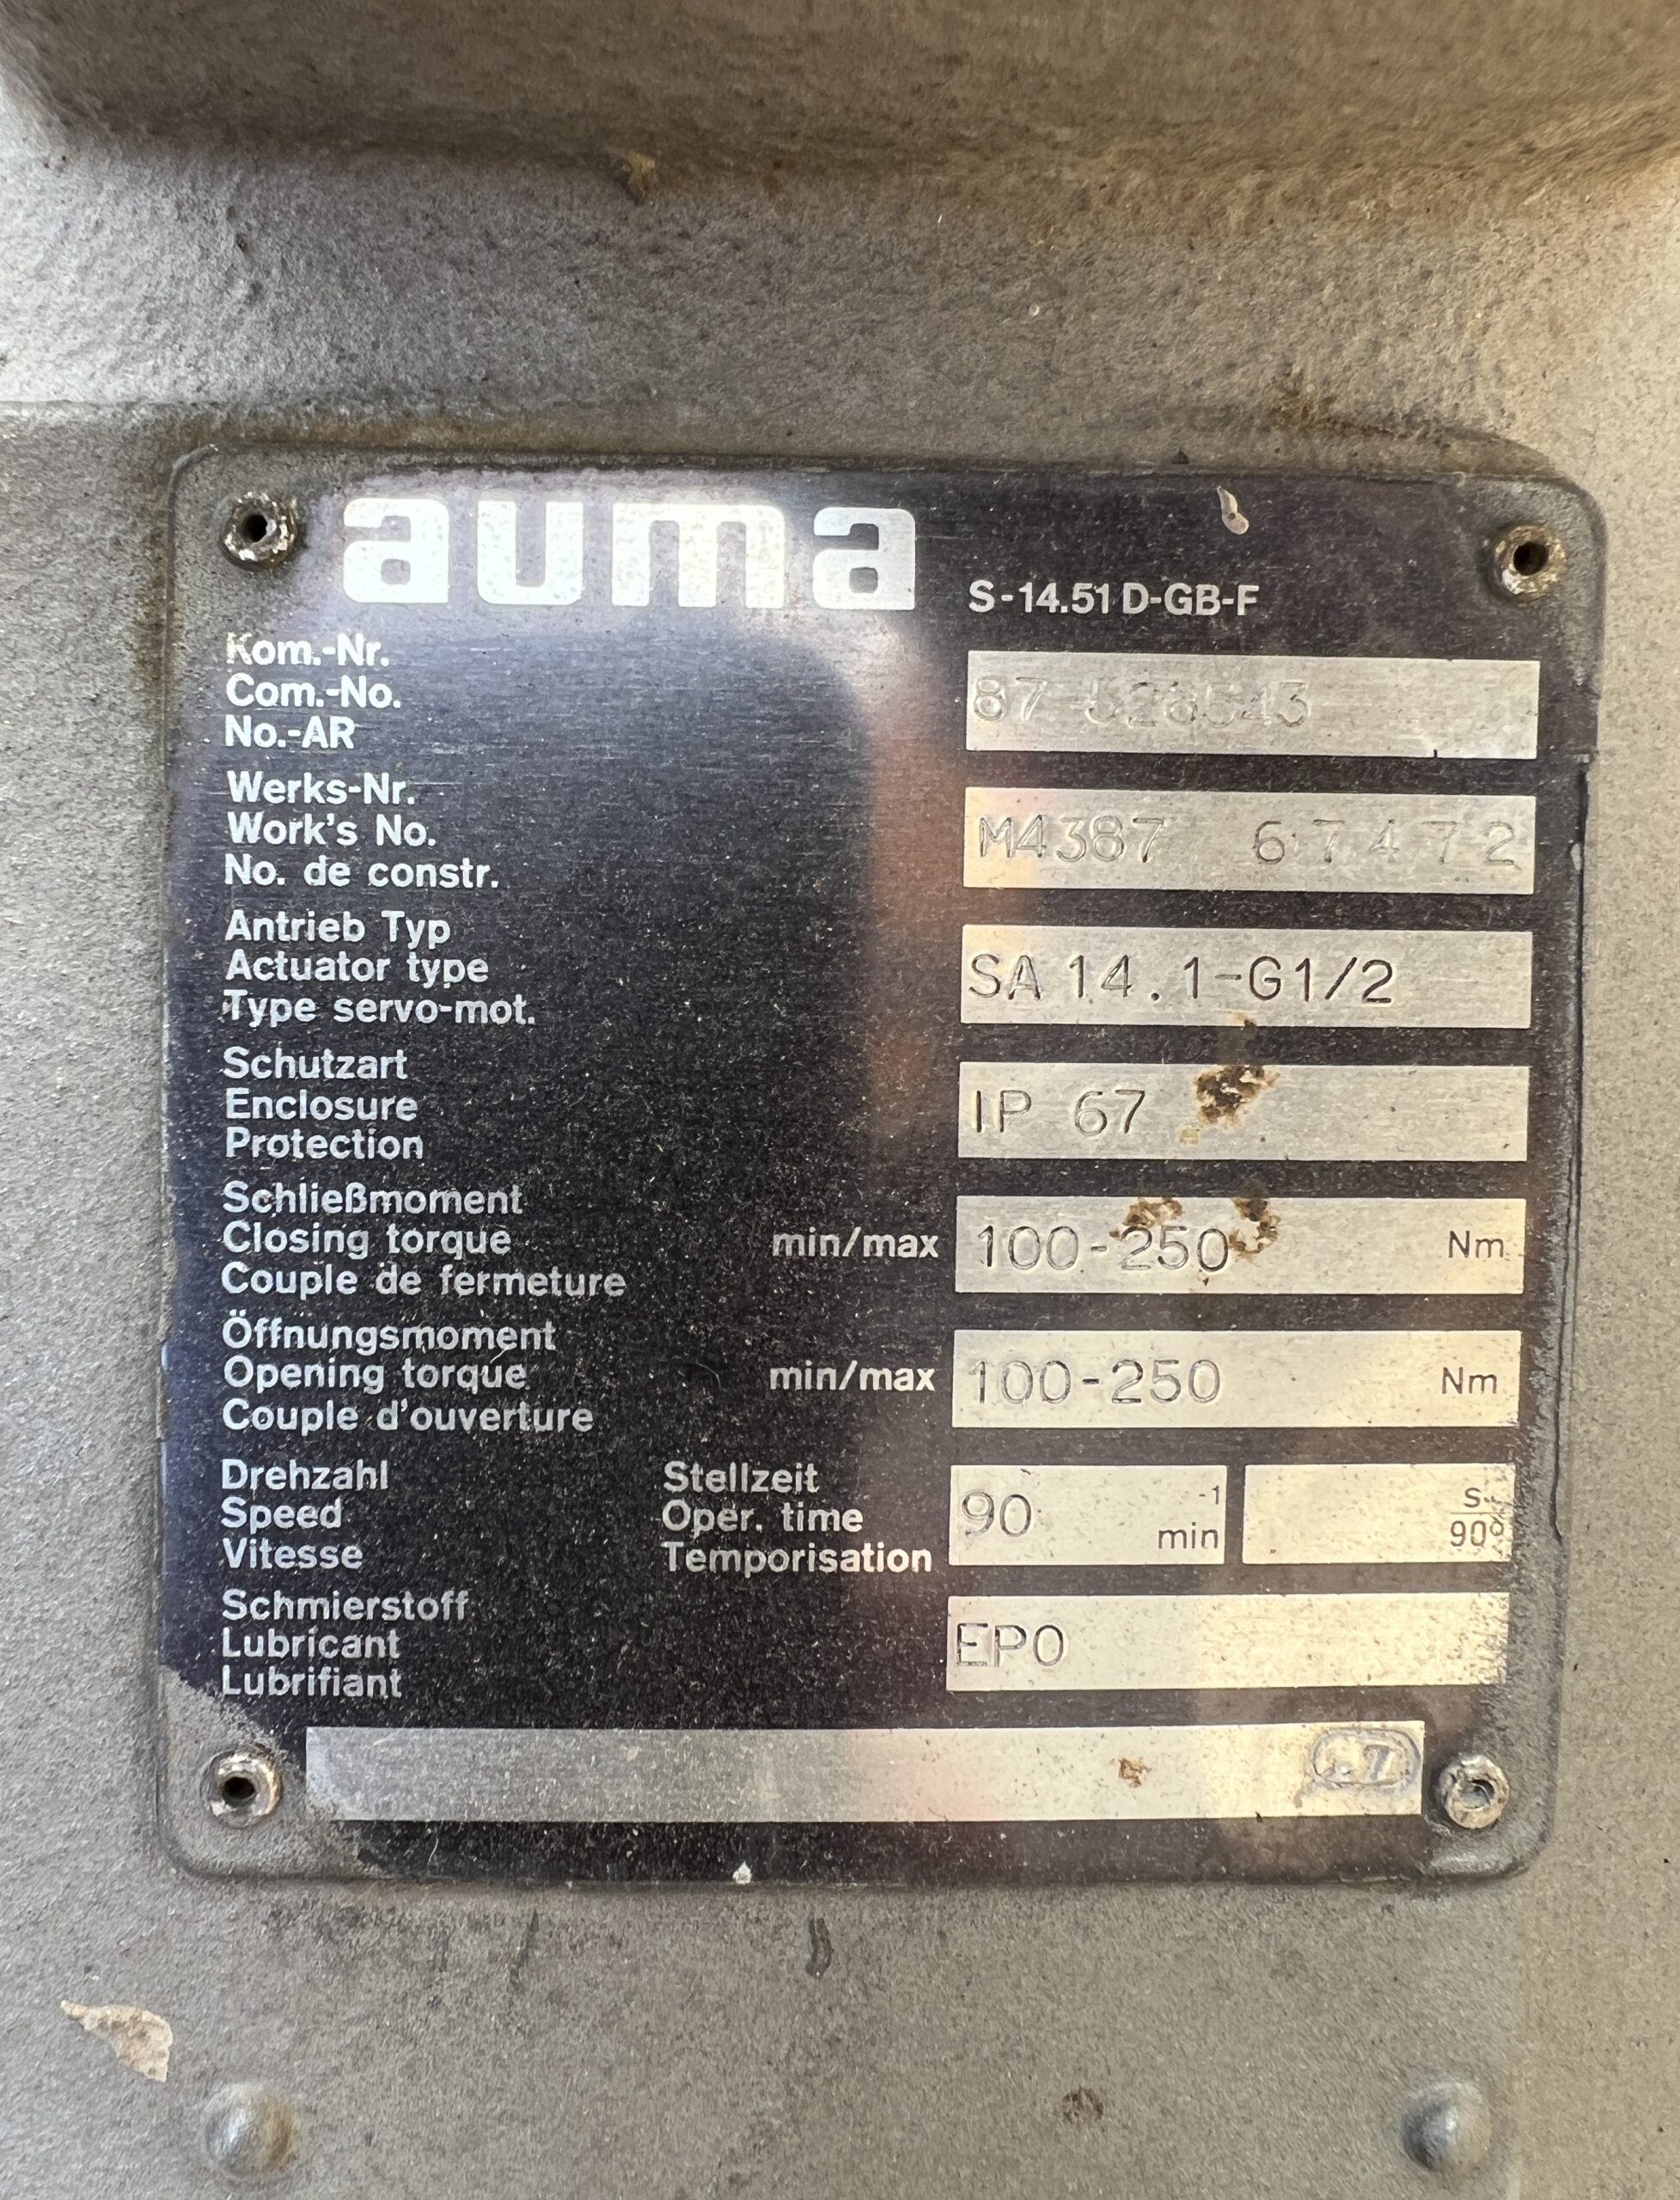 auma
S-14.51 D-GB-F
Kom.-Nr.
Com.-No.
No.-AR
87
Werks-Nr.
Work's No.
No. de constr.
M4387 67472
Antrieb Typ
Actuator type
Type servo-mot.
SA 14.1-G1/2
Schutzart
Enclosure
Protection
IP 67
Schließmoment
Closing torque
Couple de fermeture
min/max
100-250 Nm
Öffnungsmoment
Opening torque
Couple d'ouverture
min/max
100-250 Nm
Drehzahl
Speed
Vitesse
Stellzeit
Oper. time
Temporisation
90 min-1
s
90°
Schmierstoff
Lubricant
Lubrifiant
EPO